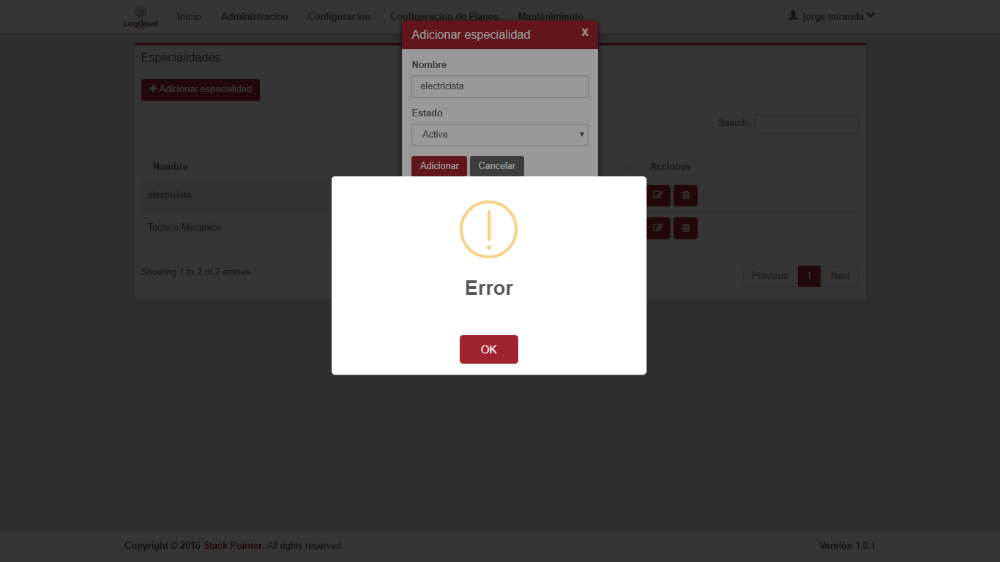 LogCloud Inicio Administracion Configuracion Configuracion de Planes Mantenimiento jorge miranda
Adicionar especialidad x
Especialidades
Nombre
electricista
Adicionar especialidad
Estado
Search:
Active
Adicionar Cancelar
Nombre Acciones
electricista
Tecnico Mecanico
Error
Showing 1 to 2 of 2 entries
Previous 1 Next
OK
Copyright © 2016 Stack Pointer. All rights reserved.
Versión 1.0.1